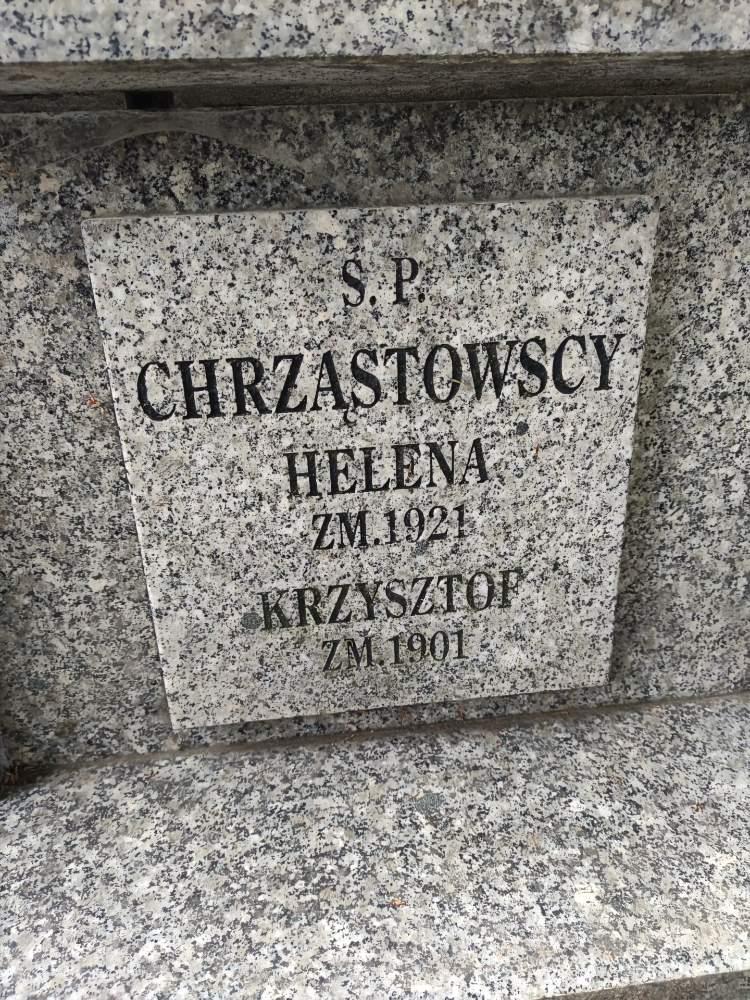 Ś. P.
CHRZĄSTOWSCY
HELENA
ZM.1921
KRZYSZTOF
ZM.1901